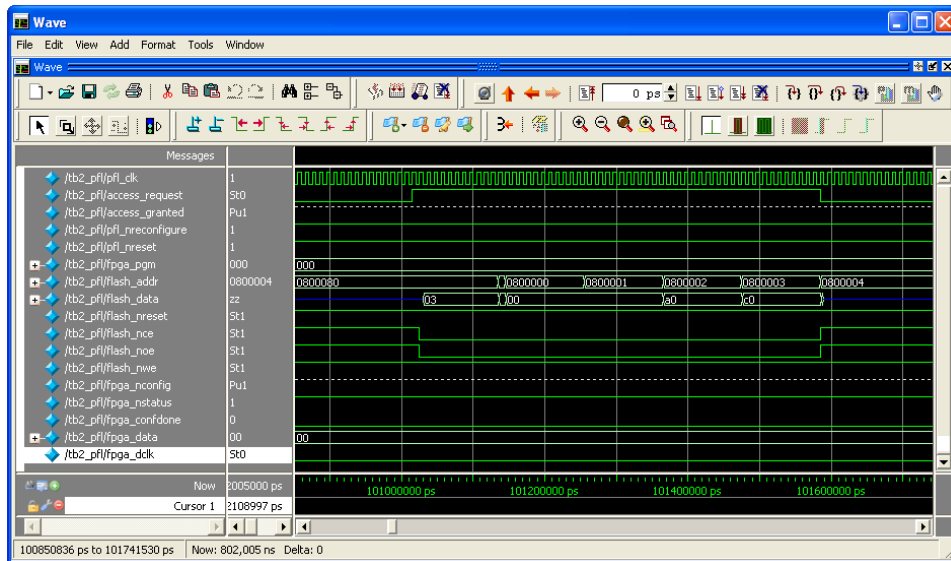 Wave
File Edit View Add Format Tools Window
Wave
0 ps
Messages
/tb2_pfl/pfl_clk 1
/tb2_pfl/access_request St0
/tb2_pfl/access_granted Pu1
/tb2_pfl/pfl_nreconfigure 1
/tb2_pfl/pfl_nreset 1
/tb2_pfl/fpga_pgm 000 000
/tb2_pfl/flash_addr 0800004 0800080 0800000 0800001 0800002 0800003 0800004
/tb2_pfl/flash_data zz 03 00 a0 c0
/tb2_pfl/flash_nreset St1
/tb2_pfl/flash_nce St1
/tb2_pfl/flash_noe St1
/tb2_pfl/flash_nwe St1
/tb2_pfl/fpga_nconfig Pu1
/tb2_pfl/fpga_nstatus 1
/tb2_pfl/fpga_confdone 0
/tb2_pfl/fpga_data 00 00
/tb2_pfl/fpga_dclk St0
Now 2005000 ps 101000000 ps 101200000 ps 101400000 ps 101600000 ps
Cursor 1 2108997 ps
100850836 ps to 101741530 ps Now: 802,005 ns Delta: 0